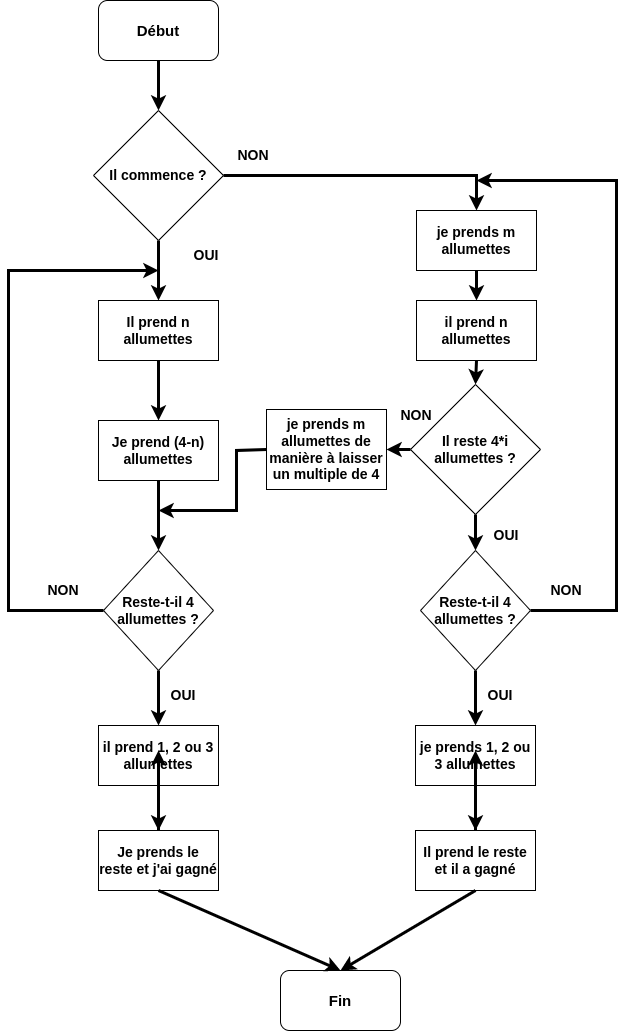 Début
Il commence ?
NON
OUI
je prends m
allumettes
Il prend n
allumettes
il prend n
allumettes
Je prend (4-n)
allumettes
je prends m
allumettes de
manière à laisser
un multiple de 4
NON
Il reste 4*i
allumettes ?
OUI
NON
Reste-t-il 4
allumettes ?
Reste-t-il 4
allumettes ?
NON
OUI
OUI
il prend 1, 2 ou 3
allumettes
je prends 1, 2 ou
3 allumettes
Je prends le
reste et j'ai gagné
Il prend le reste
et il a gagné
Fin